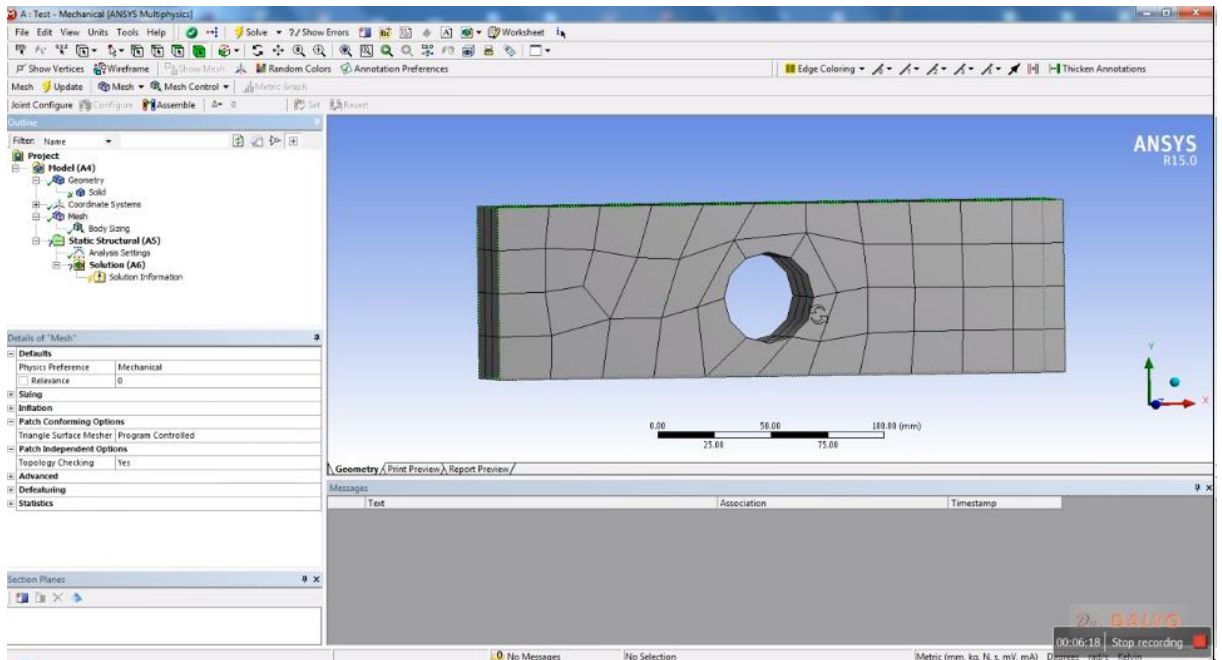 A : Test - Mechanical [ANSYS Multiphysics]
File Edit View Units Tools Help Solve ?/ Show Errors Worksheet
Show Vertices Wireframe Show Mesh Random Colors Annotation Preferences Edge Coloring Thicken Annotations
Mesh Update Mesh Mesh Control Metric Graph
Joint Configure Configure Assemble 0 Set Revert
Outline
Filter: Name
Project
Model (A4)
Geometry
Solid
Coordinate Systems
Mesh
Body Sizing
Static Structural (A5)
Analysis Settings
Solution (A6)
Solution Information
Details of "Mesh"
Defaults
Physics Preference Mechanical
Relevance 0
Sizing
Inflation
Patch Conforming Options
Triangle Surface Mesher Program Controlled
Patch Independent Options
Topology Checking Yes
Advanced
Defeaturing
Statistics
Section Planes
ANSYS
R15.0
Y
X
0.00 50.00 100.00 (mm)
25.00 75.00
Geometry Print Preview Report Preview
Messages
Text Association Timestamp
00:06:18 Stop recording
0 No Messages No Selection Metric (mm, kg, N, s, mV, mA) Degrees rad/s Kelvin